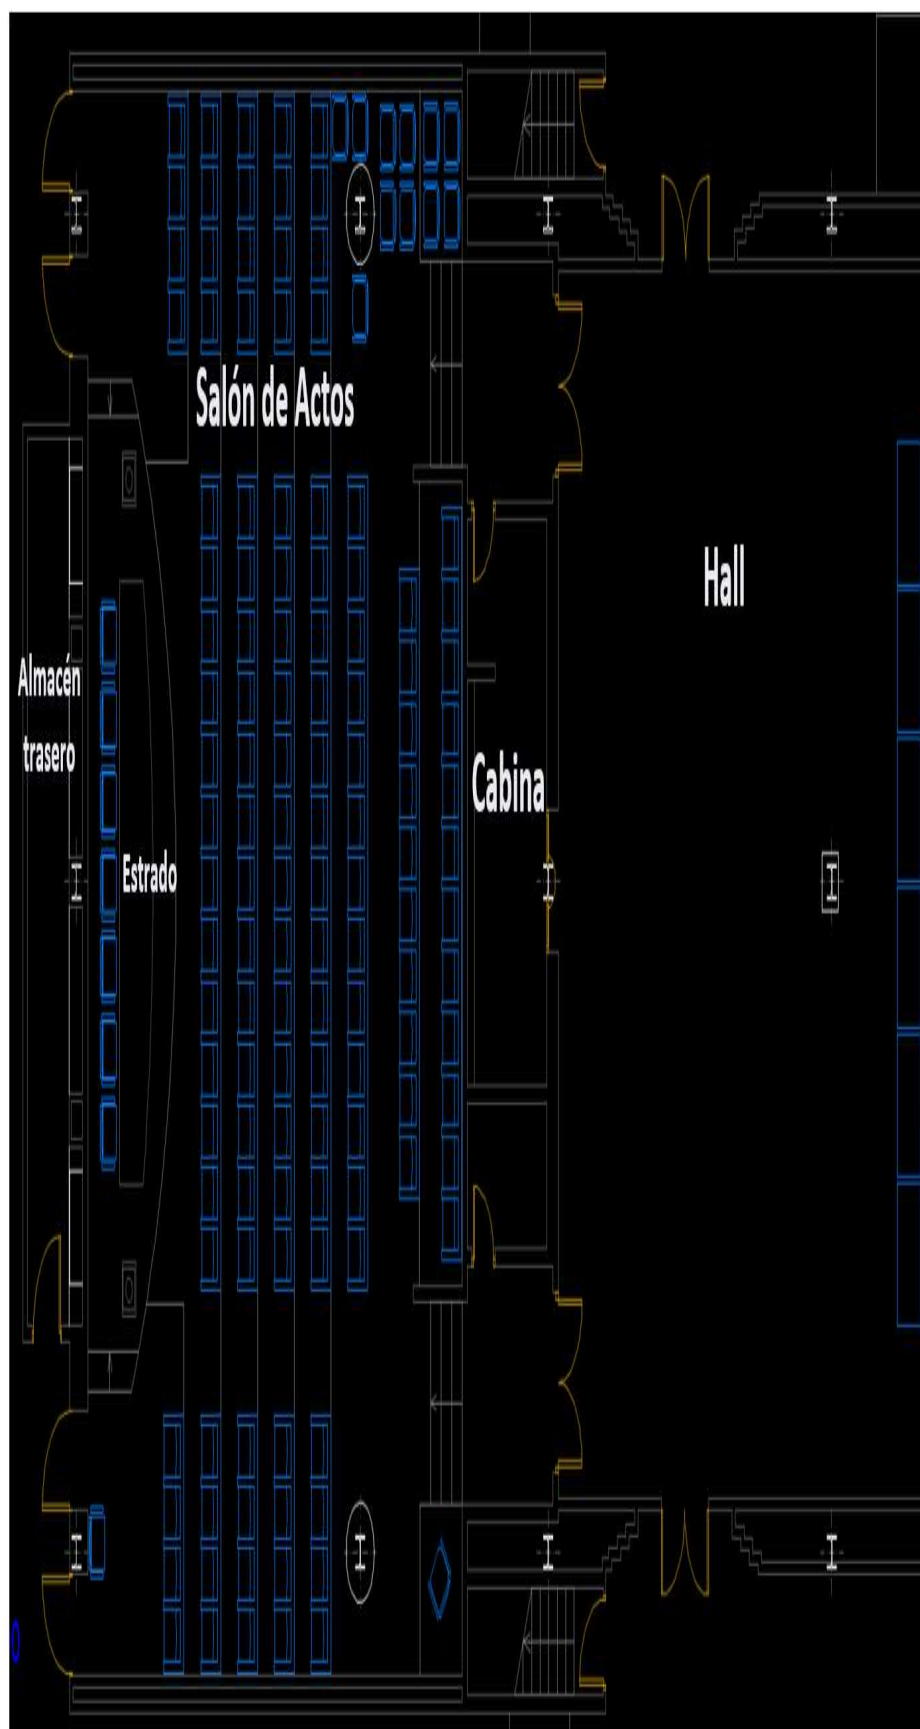 Salón de Actos
Hall
Almacén
trasero
Cabina
Estrado